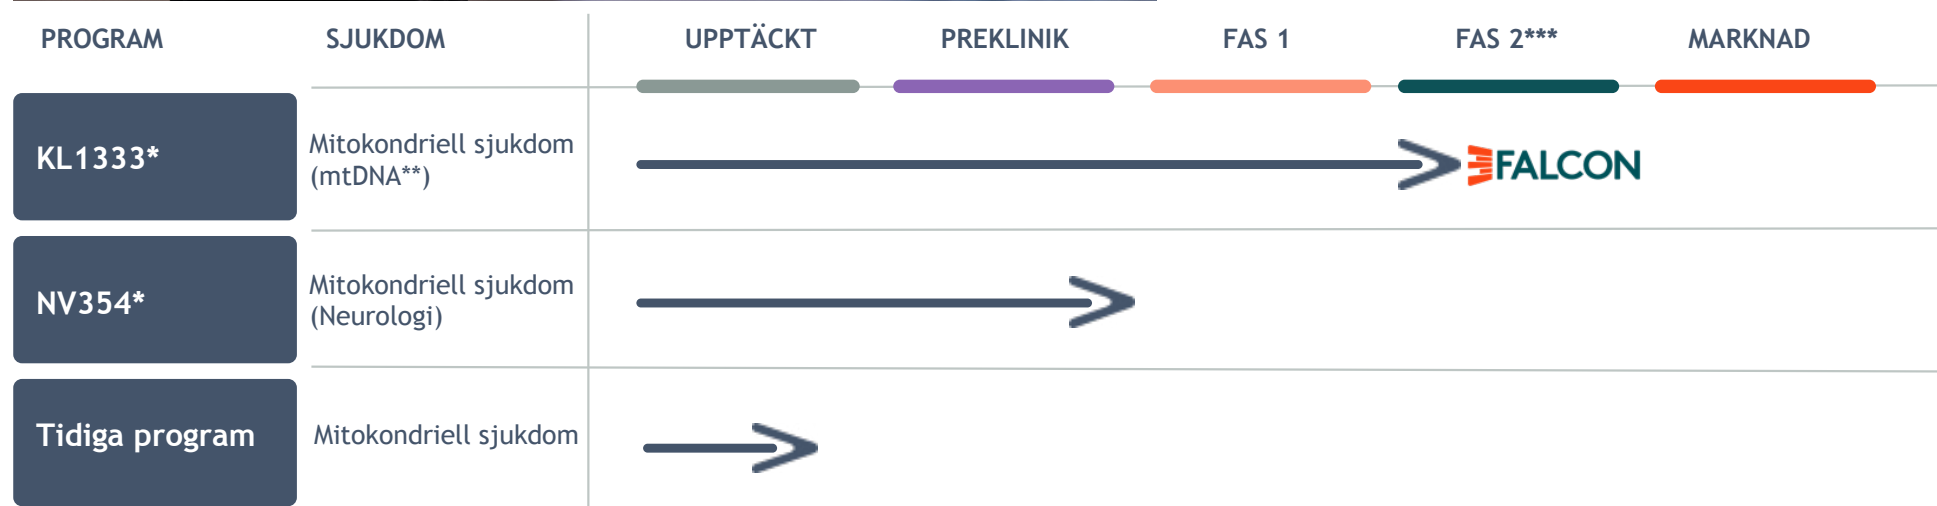 PROGRAM SJUKDOM UPPTÄCKT PREKLINIK FAS 1 FAS 2*** MARKNAD
KL1333*
Mitokondriell sjukdom
(mtDNA**)
FALCON
NV354*
Mitokondriell sjukdom
(Neurologi)
Tidiga program
Mitokondriell sjukdom